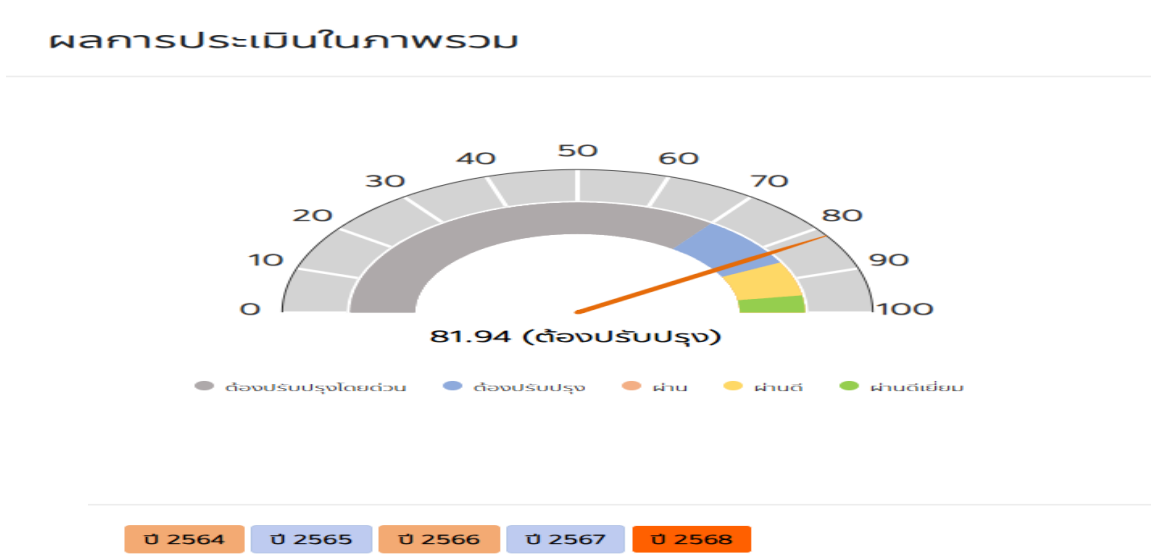 ผลการประเมินในภาพรวม
50
40 60
30 70
20 80
10 90
0 100
81.94 (ต้องปรับปรุง)
ต้องปรับปรุงโดยด่วน ต้องปรับปรุง ผ่าน ผ่านดี ผ่านดีเยี่ยม
ปี 2564 ปี 2565 ปี 2566 ปี 2567 ปี 2568